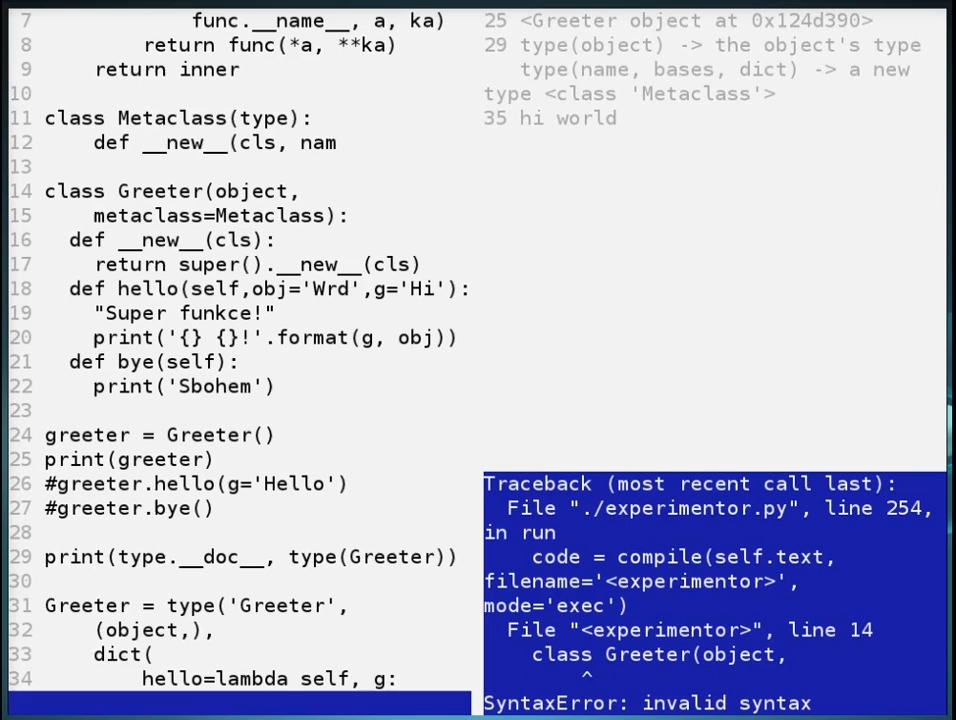 7 func.__name__, a, ka)
8 return func(*a, **ka)
9 return inner
10
11 class Metaclass(type):
12 def __new__(cls, nam
13
14 class Greeter(object,
15 metaclass=Metaclass):
16 def __new__(cls):
17 return super().__new__(cls)
18 def hello(self,obj='Wrd',g='Hi'):
19 "Super funkce!"
20 print('{} {}!'.format(g, obj))
21 def bye(self):
22 print('Sbohem')
23
24 greeter = Greeter()
25 print(greeter)
26 #greeter.hello(g='Hello')
27 #greeter.bye()
28
29 print(type.__doc__, type(Greeter))
30
31 Greeter = type('Greeter',
32 (object,),
33 dict(
34 hello=lambda self, g:
25 <Greeter object at 0x124d390>
29 type(object) -> the object's type
type(name, bases, dict) -> a new
type <class 'Metaclass'>
35 hi world
Traceback (most recent call last):
File "./experimentor.py", line 254,
in run
code = compile(self.text,
filename='<experimentor>',
mode='exec')
File "<experimentor>", line 14
class Greeter(object,
^
SyntaxError: invalid syntax